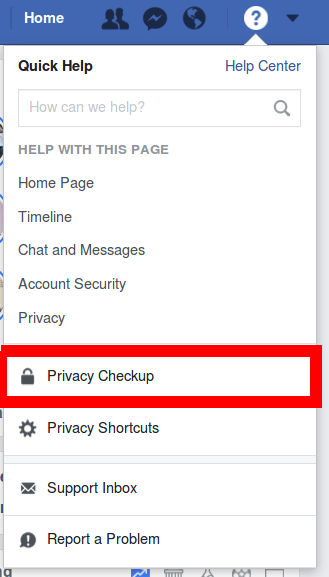 Home
Quick Help Help Center
How can we help?
HELP WITH THIS PAGE
Home Page
Timeline
Chat and Messages
Account Security
Privacy
Privacy Checkup
Privacy Shortcuts
Support Inbox
Report a Problem